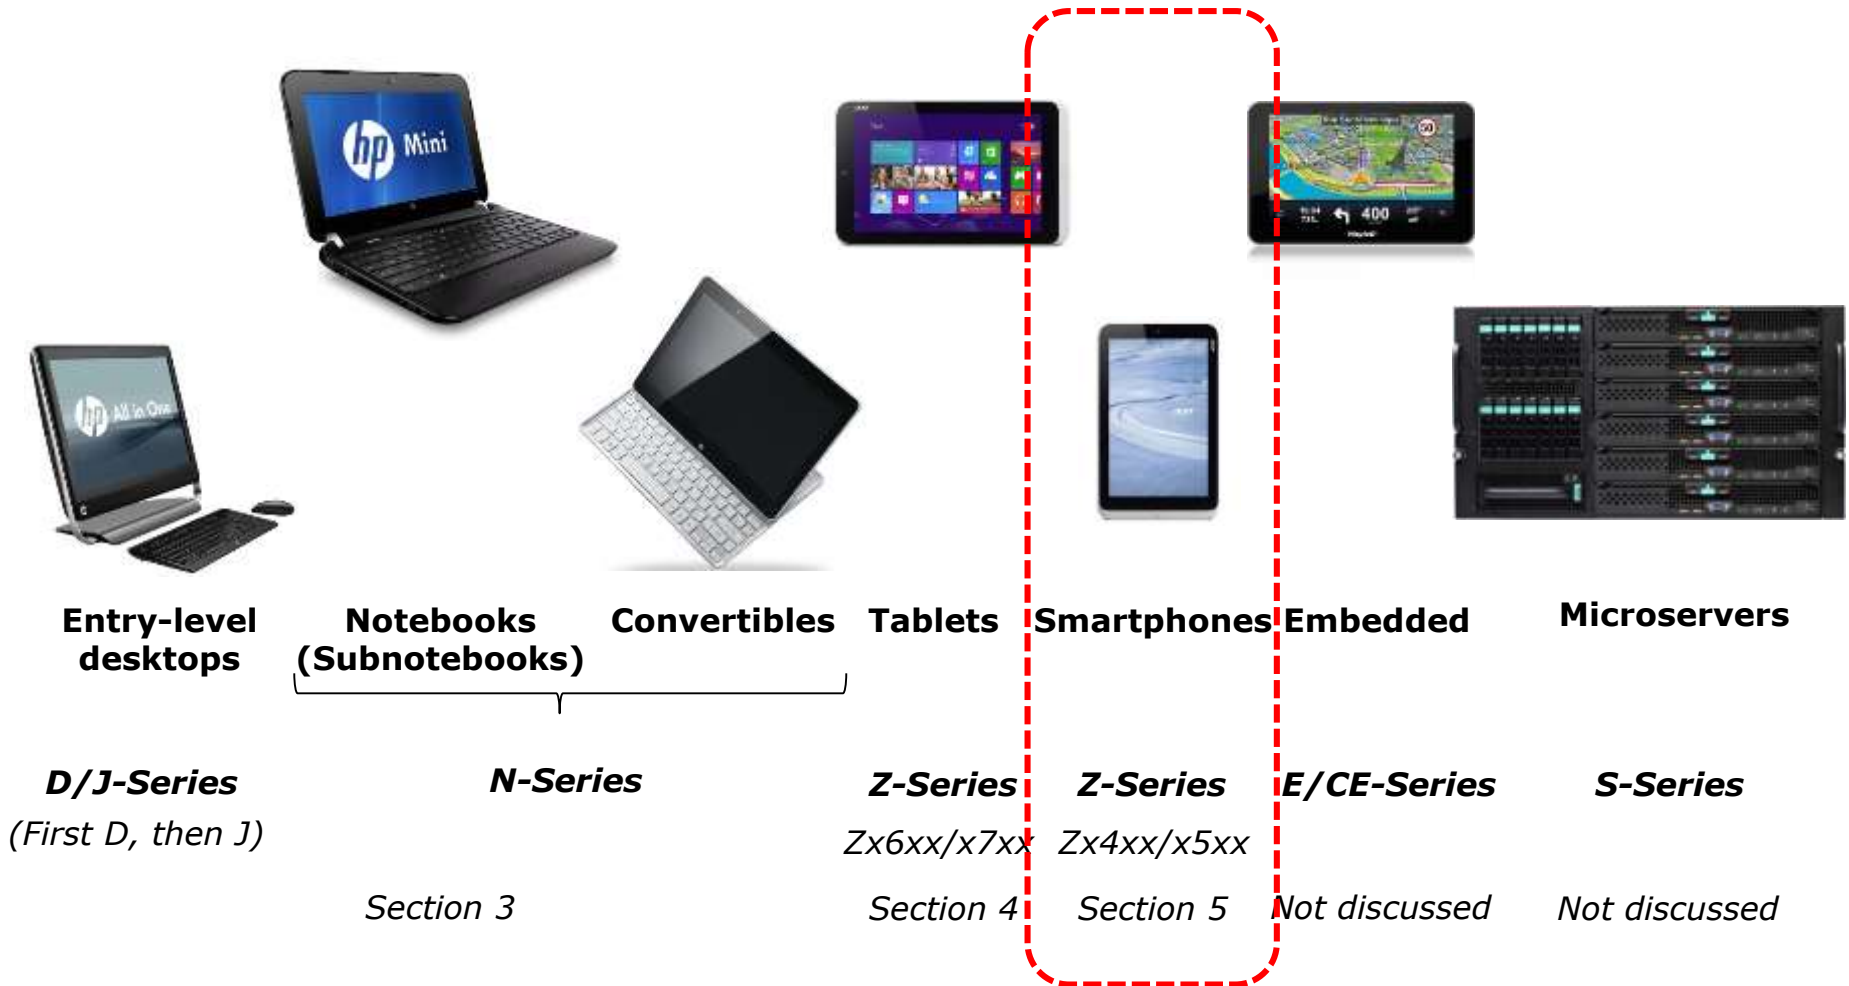 hp Mini
hp All in One
50
400
Entry-level
desktops
Notebooks
(Subnotebooks)
Convertibles
Tablets
Smartphones
Embedded
Microservers
D/J-Series
(First D, then J)
N-Series
Z-Series
Zx6xx/x7xx
Z-Series
Zx4xx/x5xx
E/CE-Series
S-Series
Section 3
Section 4
Section 5
Not discussed
Not discussed